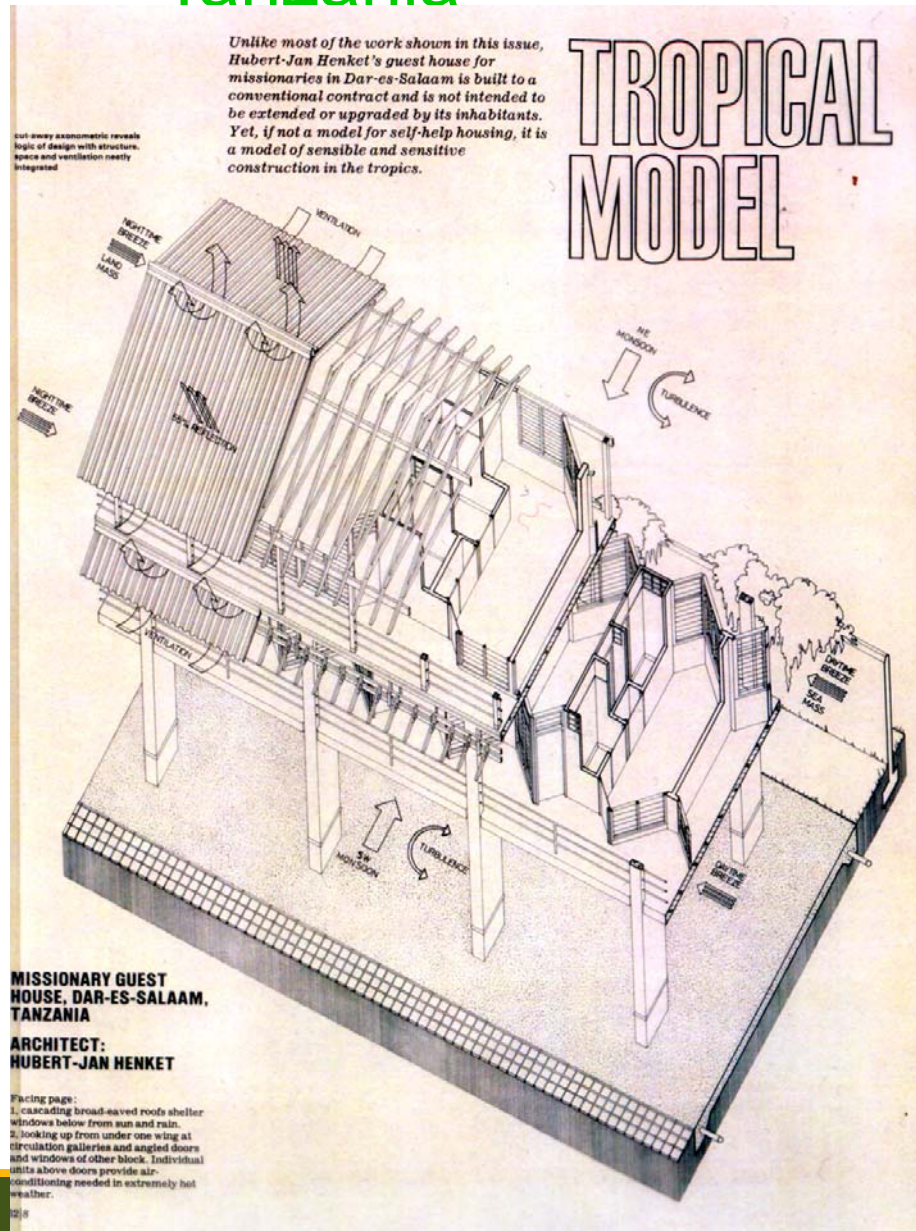 Tanzania
Unlike most of the work shown in this issue,
Hubert-Jan Henket's guest house for
missionaries in Dar-es-Salaam is built to a
conventional contract and is not intended to
be extended or upgraded by its inhabitants.
Yet, if not a model for self-help housing, it is
a model of sensible and sensitive
construction in the tropics.
TROPICAL
MODEL
cut-away axonometric reveals
logic of design with structure,
space and ventilation neatly
integrated
NIGHTTIME
BREEZE
LAND
MASS
VENTILATION
NIGHTTIME
BREEZE
REFLECTION
NE
MONSOON
TURBULENCE
VENTILATION
DAYTIME
BREEZE
SEA
MASS
SW
MONSOON
TURBULENCE
DAYTIME
BREEZE
MISSIONARY GUEST
HOUSE, DAR-ES-SALAAM,
TANZANIA
ARCHITECT:
HUBERT-JAN HENKET
Facing page:
1, cascading broad-eaved roofs shelter
windows below from sun and rain.
2, looking up from under one wing at
circulation galleries and angled doors
and windows of other block. Individual
units above doors provide air-
conditioning needed in extremely hot
weather.